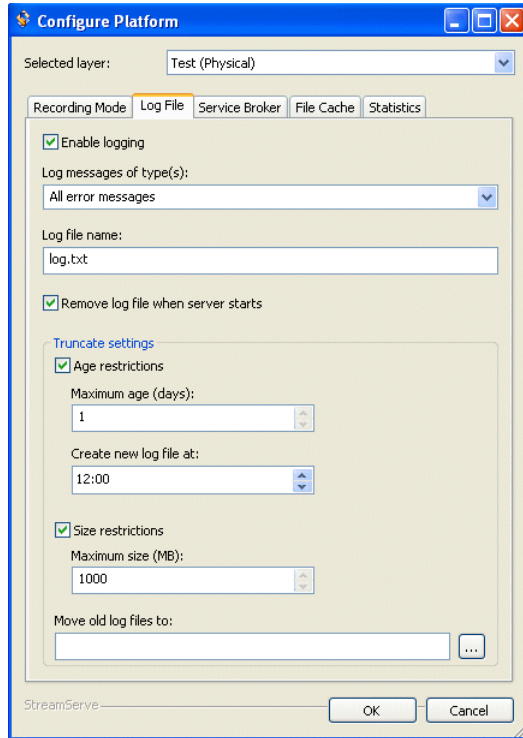 Configure Platform
Selected layer: Test (Physical)
Recording Mode Log File Service Broker File Cache Statistics
Enable logging
Log messages of type(s):
All error messages
Log file name:
log.txt
Remove log file when server starts
Truncate settings
Age restrictions
Maximum age (days):
1
Create new log file at:
12:00
Size restrictions
Maximum size (MB):
1000
Move old log files to:
...
StreamServe OK Cancel